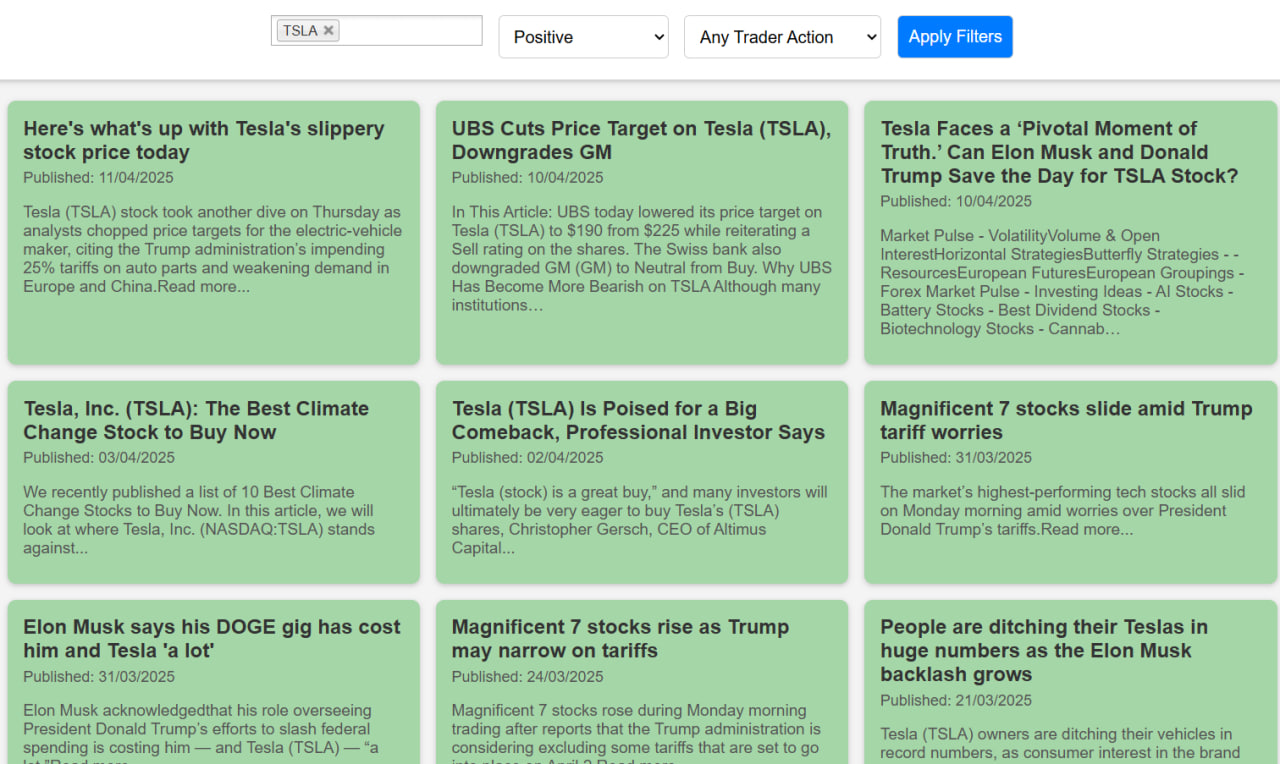 TSLA ×
Positive
Any Trader Action
Apply Filters
Here's what's up with Tesla's slippery
stock price today
Published: 11/04/2025
Tesla (TSLA) stock took another dive on Thursday as
analysts chopped price targets for the electric-vehicle
maker, citing the Trump administration’s impending
25% tariffs on auto parts and weakening demand in
Europe and China.Read more...
UBS Cuts Price Target on Tesla (TSLA),
Downgrades GM
Published: 10/04/2025
In This Article: UBS today lowered its price target on
Tesla (TSLA) to $190 from $225 while reiterating a
Sell rating on the shares. The Swiss bank also
downgraded GM (GM) to Neutral from Buy. Why UBS
Has Become More Bearish on TSLA Although many
institutions…
Tesla Faces a ‘Pivotal Moment of
Truth.’ Can Elon Musk and Donald
Trump Save the Day for TSLA Stock?
Published: 10/04/2025
Market Pulse - VolatilityVolume & Open
InterestHorizontal StrategiesButterfly Strategies - -
ResourcesEuropean FuturesEuropean Groupings -
Forex Market Pulse - Investing Ideas - AI Stocks -
Battery Stocks - Best Dividend Stocks -
Biotechnology Stocks - Cannab…
Tesla, Inc. (TSLA): The Best Climate
Change Stock to Buy Now
Published: 03/04/2025
We recently published a list of 10 Best Climate
Change Stocks to Buy Now. In this article, we will
look at where Tesla, Inc. (NASDAQ:TSLA) stands
against...
Tesla (TSLA) Is Poised for a Big
Comeback, Professional Investor Says
Published: 02/04/2025
“Tesla (stock) is a great buy,” and many investors will
ultimately be very eager to buy Tesla’s (TSLA)
shares, Christopher Gersch, CEO of Altimus
Capital...
Magnificent 7 stocks slide amid Trump
tariff worries
Published: 31/03/2025
The market’s highest-performing tech stocks all slid
on Monday morning amid worries over President
Donald Trump’s tariffs.Read more...
Elon Musk says his DOGE gig has cost
him and Tesla 'a lot'
Published: 31/03/2025
Elon Musk acknowledgedthat his role overseeing
President Donald Trump’s efforts to slash federal
spending is costing him — and Tesla (TSLA) — “a
lot.”Read more...
Magnificent 7 stocks rise as Trump
may narrow on tariffs
Published: 24/03/2025
Magnificent 7 stocks rose during Monday morning
trading after reports that the Trump administration is
considering excluding some tariffs that are set to go
into place on April 2.Read more...
People are ditching their Teslas in
huge numbers as the Elon Musk
backlash grows
Published: 21/03/2025
Tesla (TSLA) owners are ditching their vehicles in
record numbers, as consumer interest in the brand